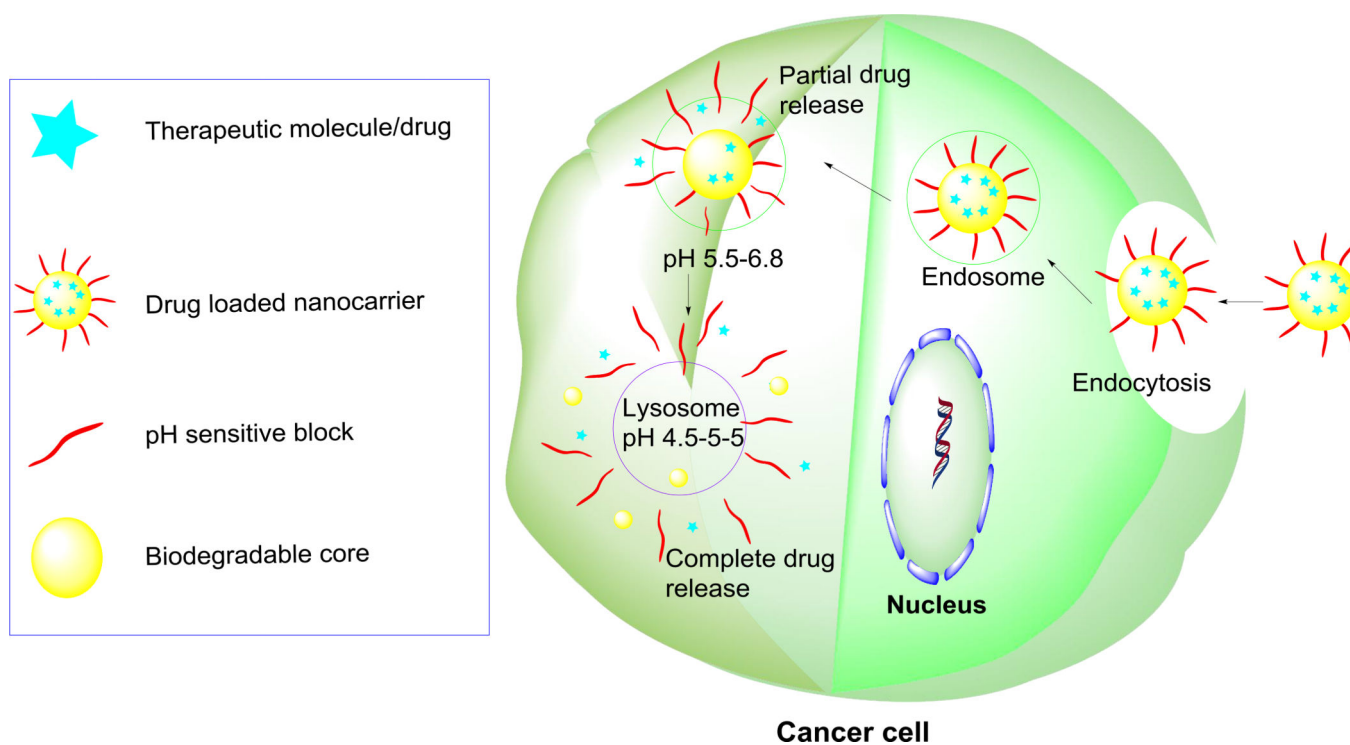 Therapeutic molecule/drug
Drug loaded nanocarrier
pH sensitive block
Biodegradable core
Partial drug
release
pH 5.5-6.8
Endosome
Endocytosis
Lysosome
pH 4.5-5-5
Complete drug
release
Nucleus
Cancer cell